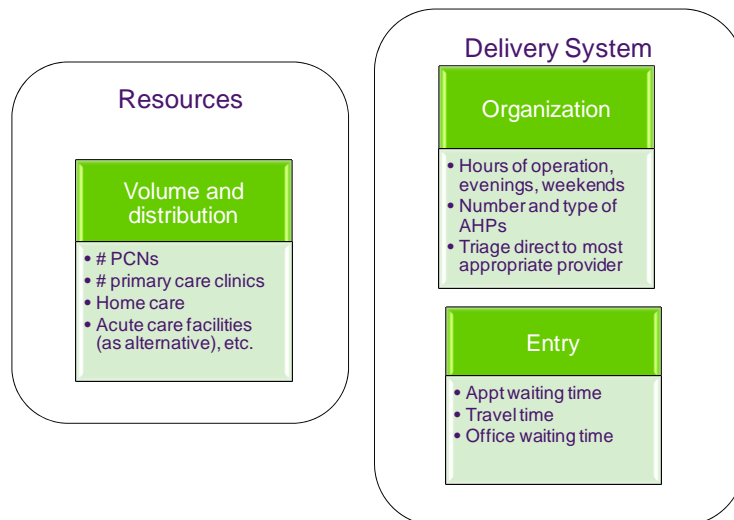 Resources
Volume and
distribution
• # PCNs
• # primary care clinics
• Home care
• Acute care facilities
(as alternative), etc.
Delivery System
Organization
• Hours of operation,
evenings, weekends
• Number and type of
AHPs
• Triage direct to most
appropriate provider
Entry
• Appt waiting time
• Travel time
• Office waiting time